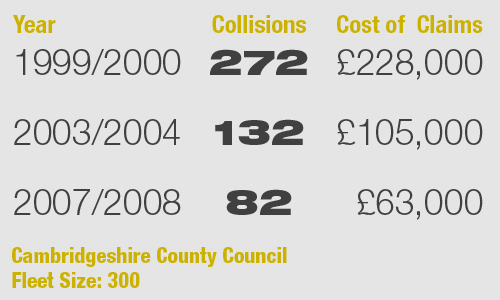 Year Collisions Cost of Claims
1999/2000 272 £228,000
2003/2004 132 £105,000
2007/2008 82 £63,000
Cambridgeshire County Council
Fleet Size: 300